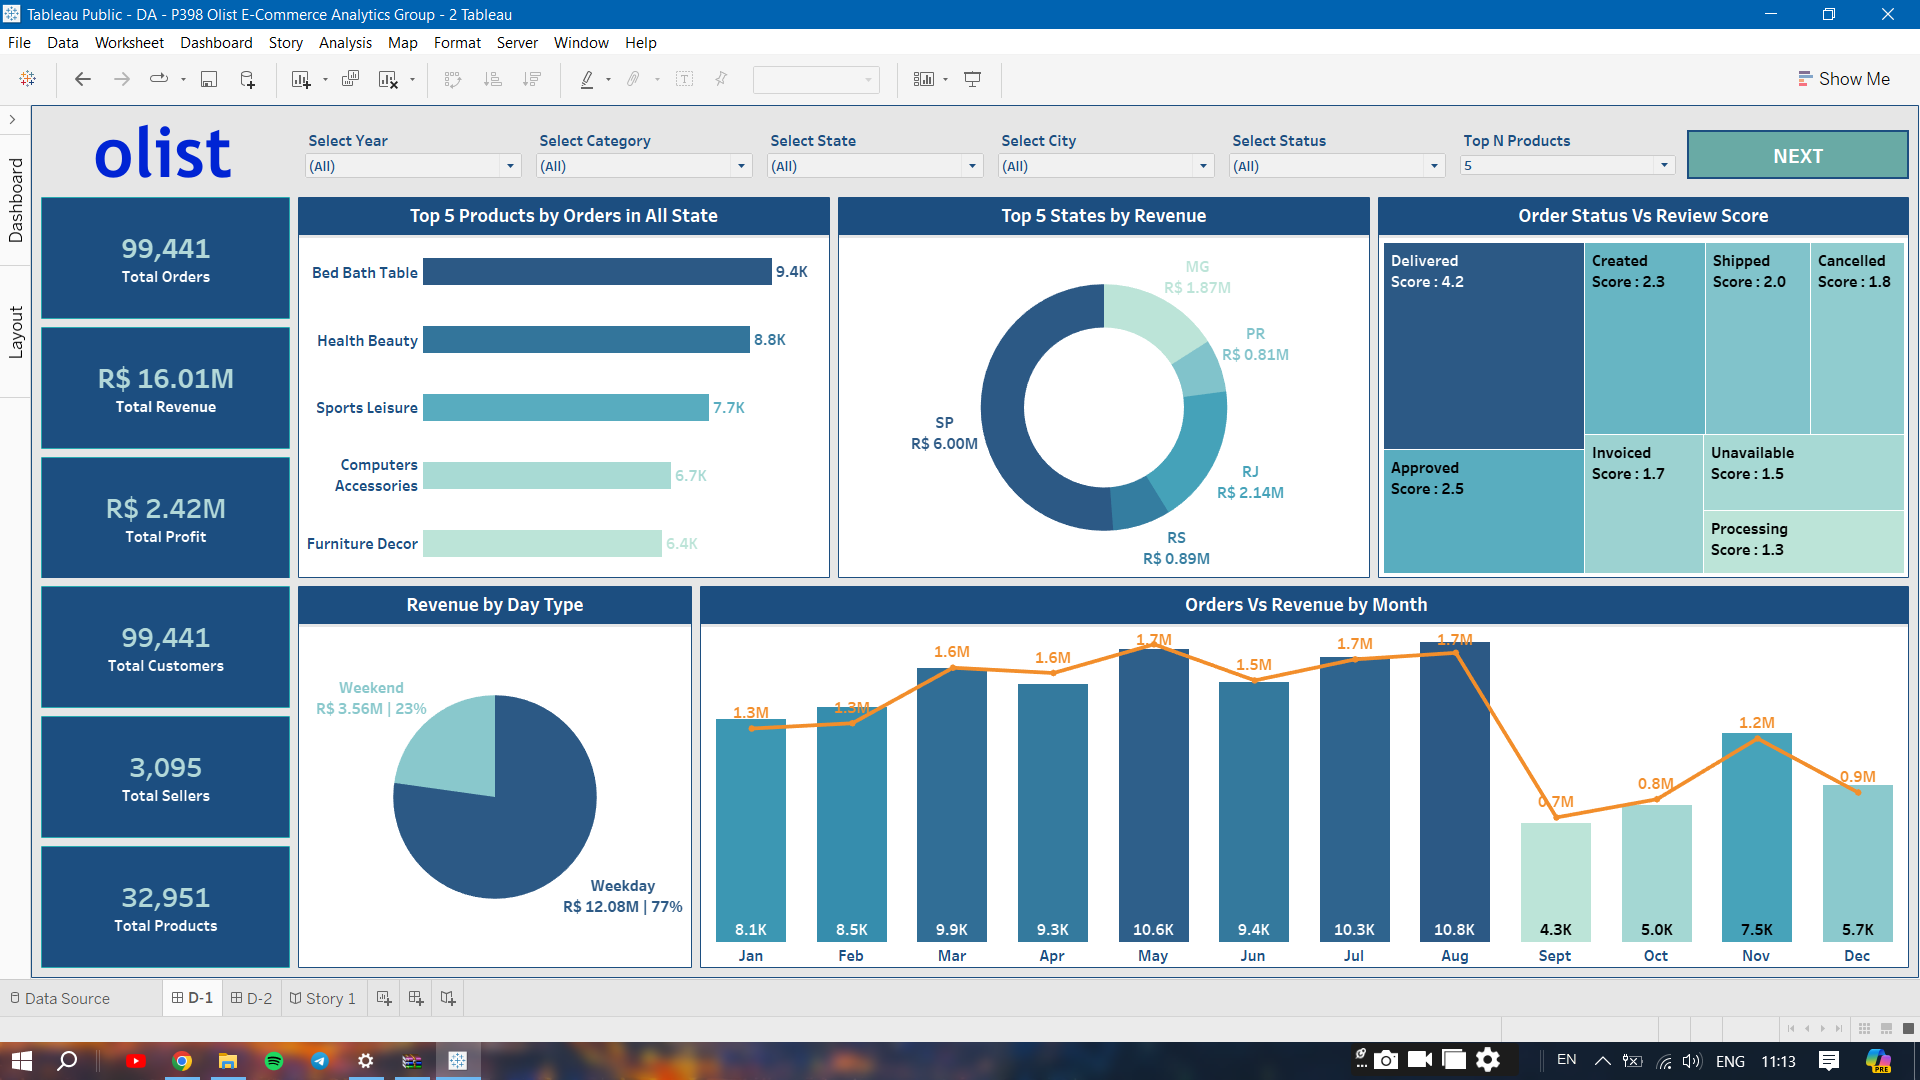 Tableau Public - DA - P398 Olist E-Commerce Analytics Group - 2 Tableau
File Data Worksheet Dashboard Story Analysis Map Format Server Window Help
Show Me
Dashboard
Layout
olist
Select Year
(All)
Select Category
(All)
Select State
(All)
Select City
(All)
Select Status
(All)
Top N Products
5
NEXT
99,441
Total Orders
R$ 16.01M
Total Revenue
R$ 2.42M
Total Profit
99,441
Total Customers
3,095
Total Sellers
32,951
Total Products
Top 5 Products by Orders in All State
Bed Bath Table 9.4K
Health Beauty 8.8K
Sports Leisure 7.7K
Computers
Accessories 6.7K
Furniture Decor 6.4K
Top 5 States by Revenue
MG
R$ 1.87M
PR
R$ 0.81M
SP
R$ 6.00M
RJ
R$ 2.14M
RS
R$ 0.89M
Order Status Vs Review Score
Delivered
Score : 4.2
Created
Score : 2.3
Shipped
Score : 2.0
Cancelled
Score : 1.8
Approved
Score : 2.5
Invoiced
Score : 1.7
Unavailable
Score : 1.5
Processing
Score : 1.3
Revenue by Day Type
Weekend
R$ 3.56M | 23%
Weekday
R$ 12.08M | 77%
Orders Vs Revenue by Month
1.3M 1.3M 1.6M 1.6M 1.7M 1.5M 1.7M 1.7M 0.7M 0.8M 1.2M 0.9M
8.1K 8.5K 9.9K 9.3K 10.6K 9.4K 10.3K 10.8K 4.3K 5.0K 7.5K 5.7K
Jan Feb Mar Apr May Jun Jul Aug Sept Oct Nov Dec
Data Source D-1 D-2 Story 1
EN ENG 11:13
PRE